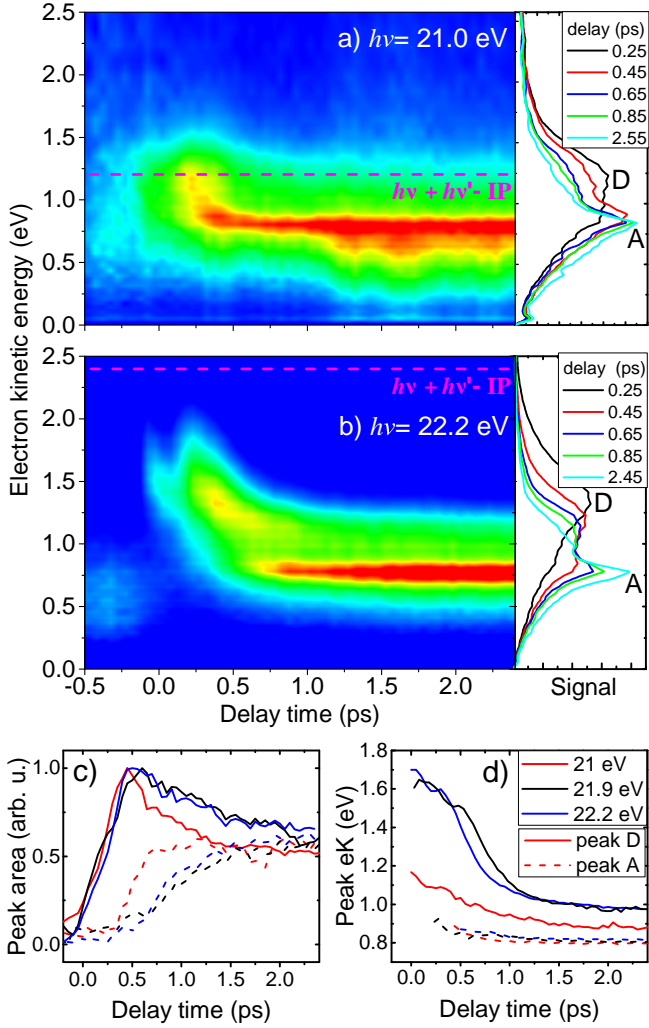 2.5
2.0
1.5
1.0
0.5
0.0
a) hν= 21.0 eV
hν + hν'- IP
delay (ps)
0.25
0.45
0.65
0.85
2.55
D
A
Electron kinetic energy (eV)
2.5
2.0
1.5
1.0
0.5
0.0
hν + hν'- IP
b) hν= 22.2 eV
delay (ps)
0.25
0.45
0.65
0.85
2.45
D
A
-0.5 0.0 0.5 1.0 1.5 2.0
Delay time (ps)
Signal
c)
1.0
0.5
0.0
Peak area (arb. u.)
0.0 0.5 1.0 1.5 2.0
Delay time (ps)
d)
1.8
1.6
1.4
1.2
1.0
0.8
Peak eK (eV)
21 eV
21.9 eV
22.2 eV
peak D
peak A
0.0 0.5 1.0 1.5 2.0
Delay time (ps)